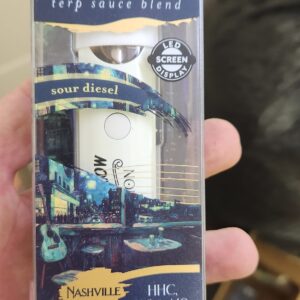 terp sauce blend
LED
SCREEN
DISPLAY
sour diesel
NASHVILLE
HHC,